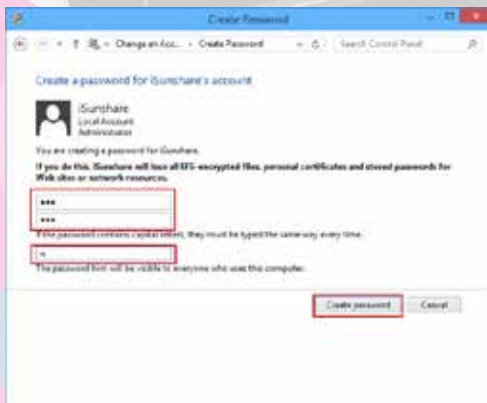 Create Password
Change an Acc... Create Password Search Control Panel
Create a password for iSunshare's account
iSunshare
Local Account
Administrator
You are creating a password for iSunshare.
If you do this, iSunshare will lose all EFS-encrypted files, personal certificates and stored passwords for
Web sites or network resources.
If the password contains capital letters, they must be typed the same way every time.
The password hint will be visible to everyone who uses this computer.
Create password Cancel